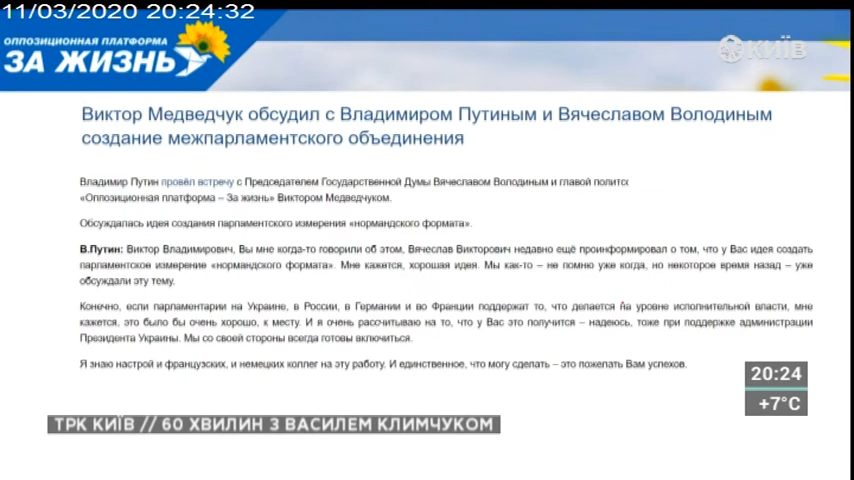 11/03/2020 20:24:32
ОППОЗИЦИОННАЯ ПЛАТФОРМА
ЗА ЖИЗНЬ
КИЇВ
Виктор Медведчук обсудил с Владимиром Путиным и Вячеславом Володиным
создание межпарламентского объединения
Владимир Путин провёл встречу с Председателем Государственной Думы Вячеславом Володиным и главой политсо
«Оппозиционная платформа – За жизнь» Виктором Медведчуком.
Обсуждалась идея создания парламентского измерения «нормандского формата».
В.Путин: Виктор Владимирович, Вы мне когда-то говорили об этом, Вячеслав Викторович недавно ещё проинформировал о том, что у Вас идея создать
парламентское измерение «нормандского формата». Мне кажется, хорошая идея. Мы как-то – не помню уже когда, но некоторое время назад – уже
обсуждали эту тему.
Конечно, если парламентарии на Украине, в России, в Германии и во Франции поддержат то, что делается на уровне исполнительной власти, мне
кажется, это было бы очень хорошо, к месту. И я очень рассчитываю на то, что у Вас это получится – надеюсь, тоже при поддержке администрации
Президента Украины. Мы со своей стороны всегда готовы включиться.
Я знаю настрой и французских, и немецких коллег на эту работу. И единственное, что могу сделать – это пожелать Вам успехов.
20:24
+7°C
ТРК КИЇВ // 60 ХВИЛИН З ВАСИЛЕМ КЛИМЧУКОМ